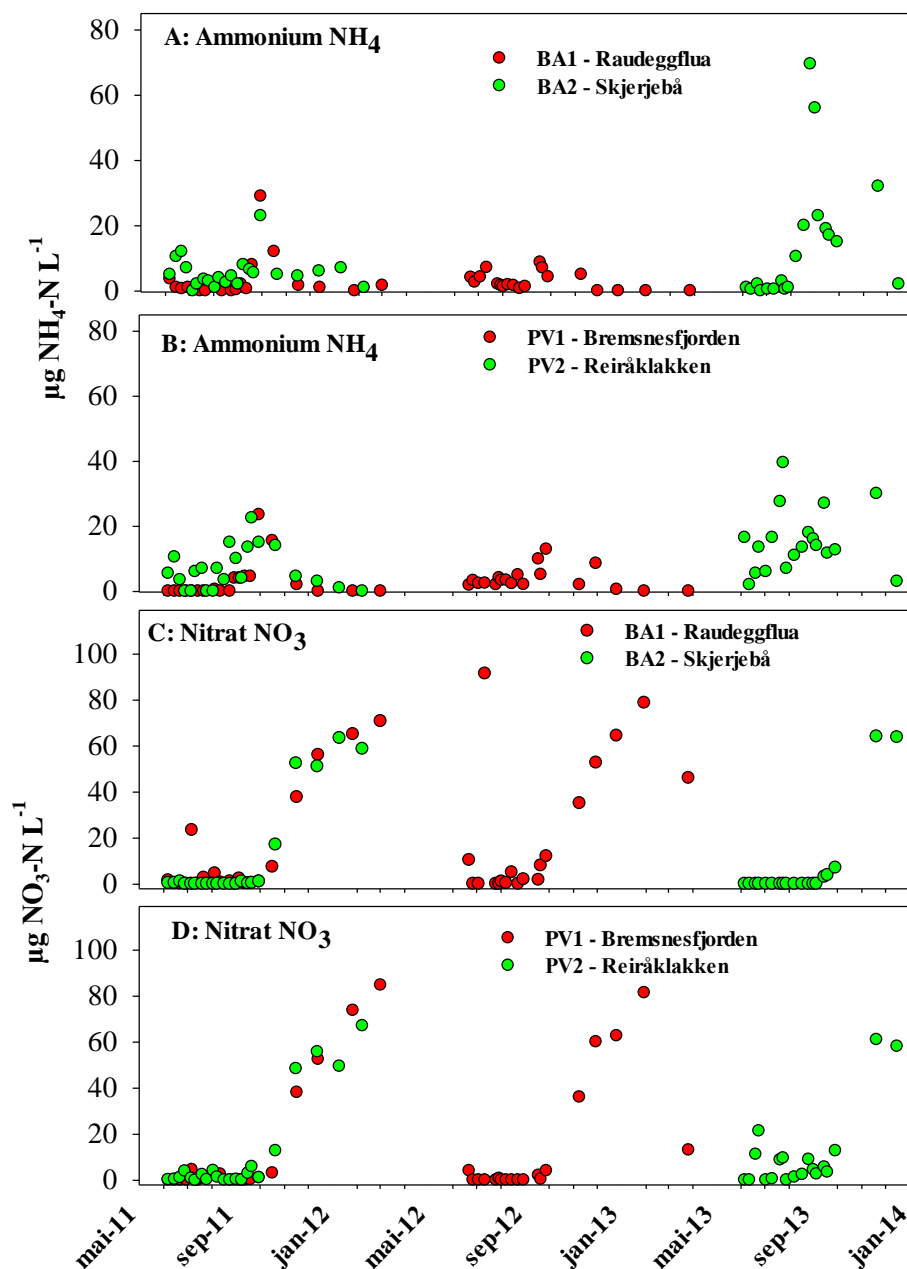 A: Ammonium NH4
BA1 - Raudeggflua
BA2 - Skjerjebå
80
60
40
20
0
µg NH4-N L-1
B: Ammonium NH4
PV1 - Bremsnesfjorden
PV2 - Reiråklakken
80
60
40
20
0
C: Nitrat NO3
BA1 - Raudeggflua
BA2 - Skjerjebå
100
80
60
40
20
0
µg NO3-N L-1
D: Nitrat NO3
PV1 - Bremsnesfjorden
PV2 - Reiråklakken
100
80
60
40
20
0
mai-11
sep-11
jan-12
mai-12
sep-12
jan-13
mai-13
sep-13
jan-14